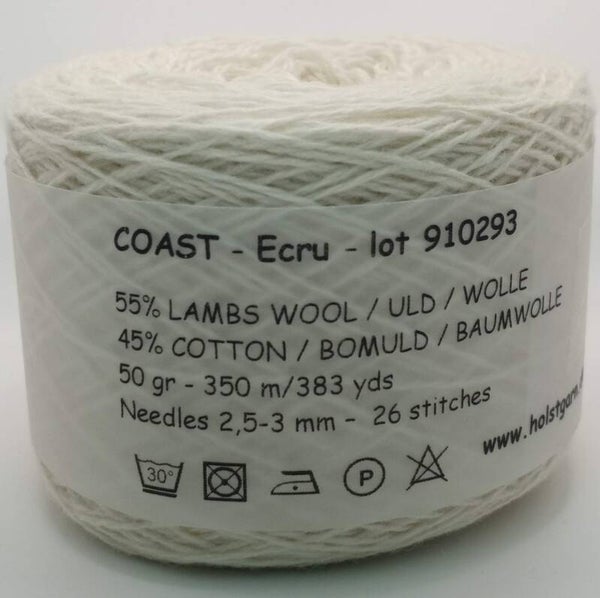 COAST - Ecru - lot 910293
55% LAMBS WOOL / ULD / WOLLE
45% COTTON / BOMULD / BAUMWOLLE
50 gr - 350 m/383 yds
Needles 2,5-3 mm - 26 stitches
www.holstgarn.
30°
P